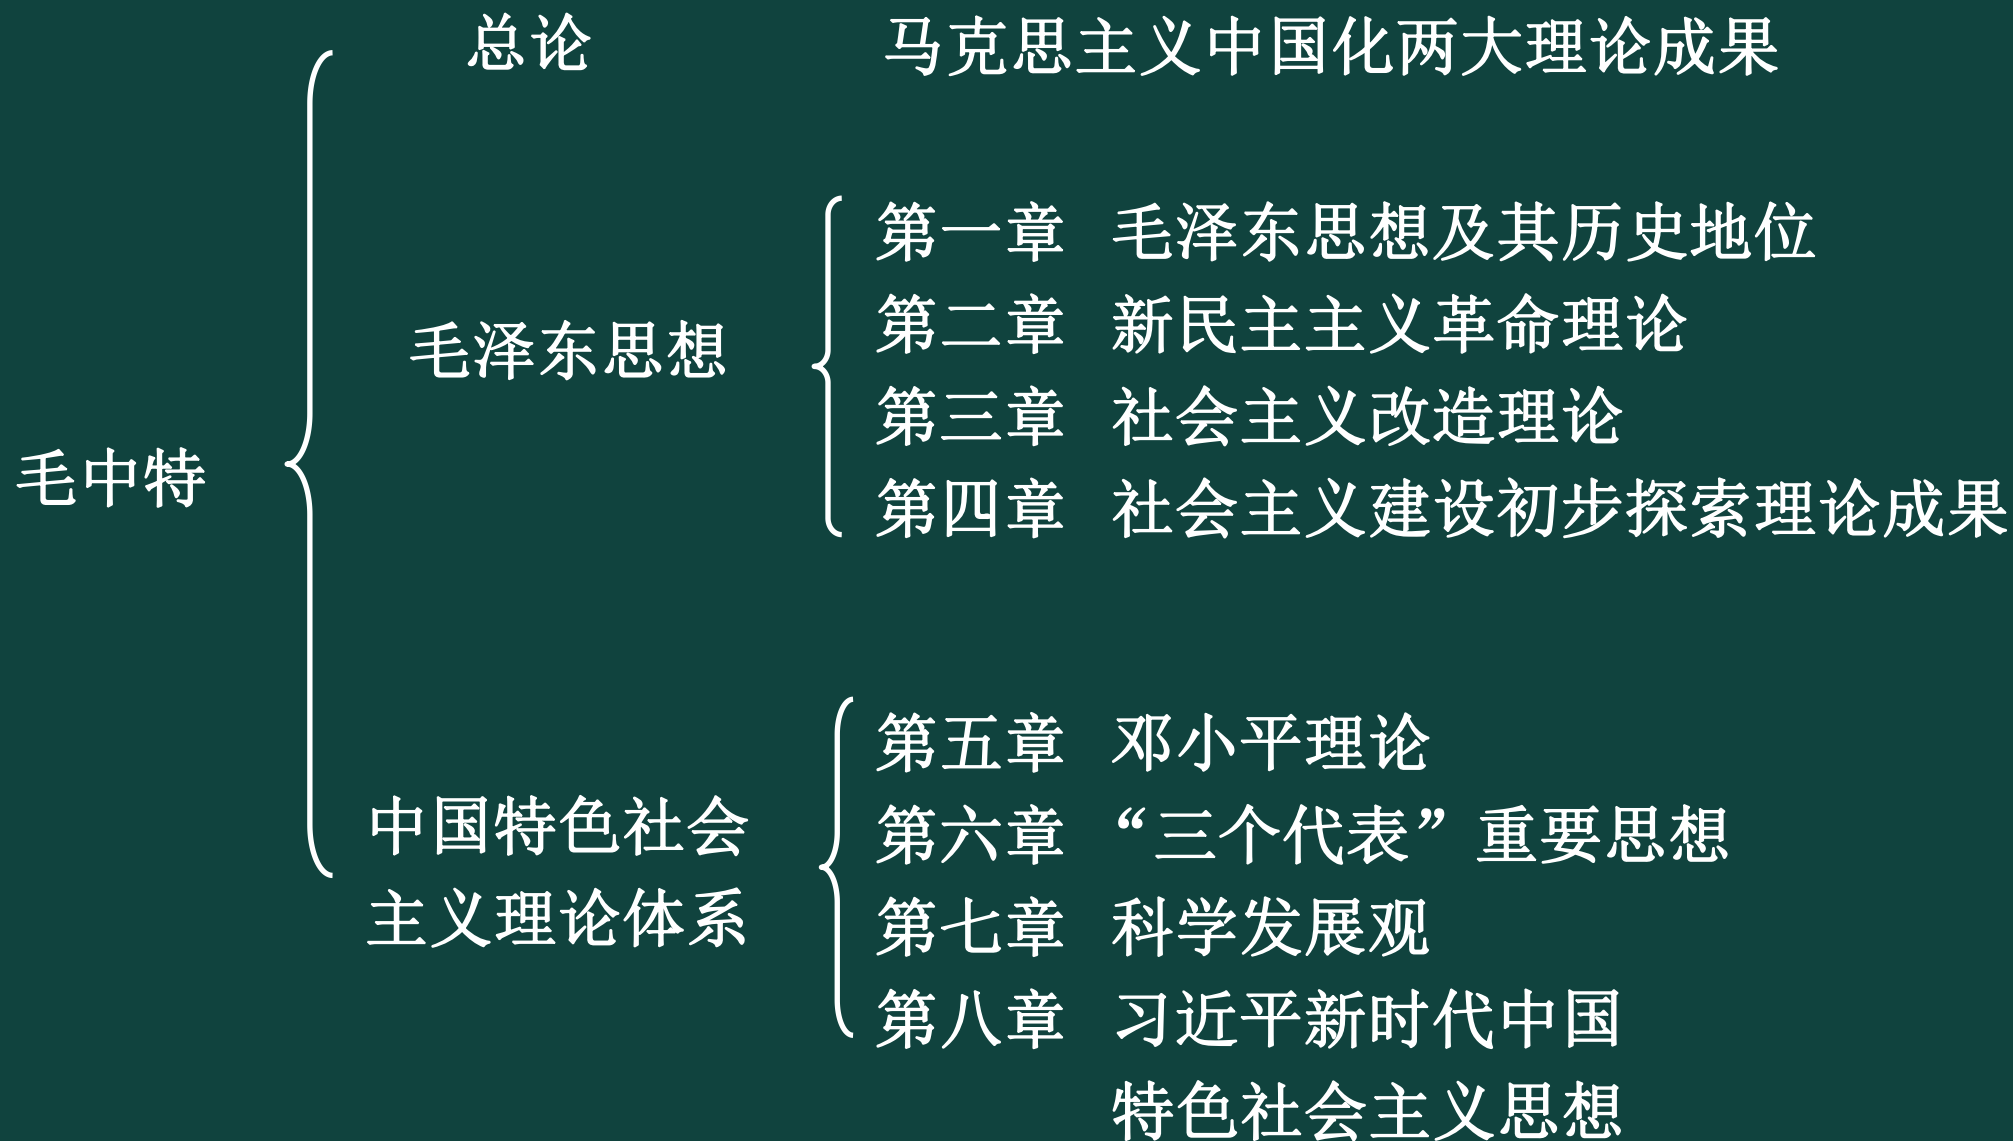 总论 马克思主义中国化两大理论成果
第一章 毛泽东思想及其历史地位
第二章 新民主主义革命理论
毛泽东思想
第三章 社会主义改造理论
毛中特
第四章 社会主义建设初步探索理论成果
第五章 邓小平理论
中国特色社会
主义理论体系
第六章 “三个代表”重要思想
第七章 科学发展观
第八章 习近平新时代中国
特色社会主义思想